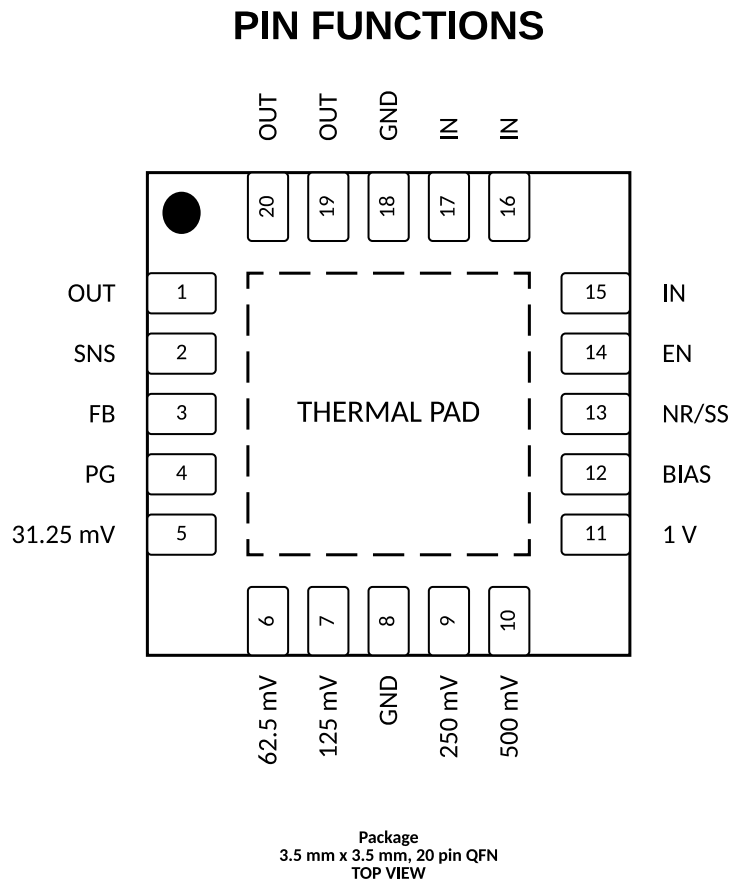 PIN FUNCTIONS
OUT OUT GND IN IN
20 19 18 17 16
OUT 1 15 IN
SNS 2 14 EN
FB 3 THERMAL PAD 13 NR/SS
PG 4 12 BIAS
31.25 mV 5 11 1 V
6 7 8 9 10
62.5 mV 125 mV GND 250 mV 500 mV
Package
3.5 mm x 3.5 mm, 20 pin QFN
TOP VIEW